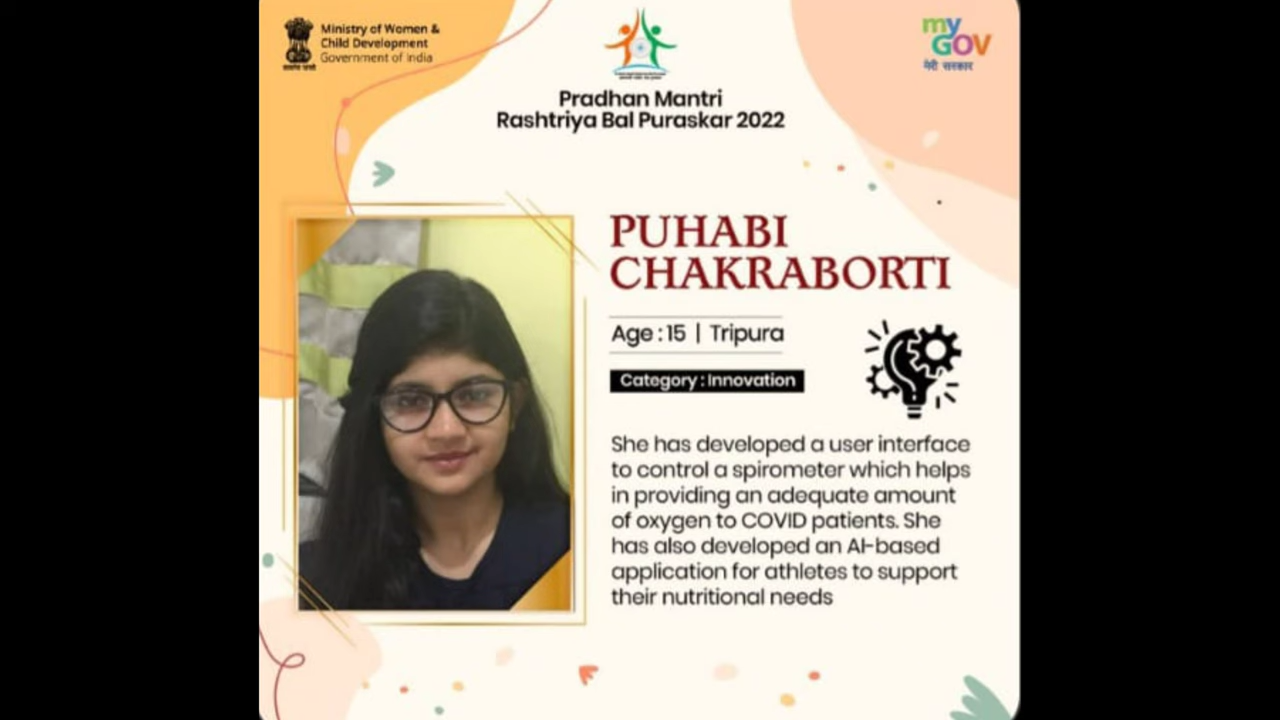 Ministry of Women &
Child Development
Government of India
Pradhan Mantri
Rashtriya Bal Puraskar 2022
my
GOV
मेरी सरकार
PUHABI
CHAKRABORTI
Age : 15 | Tripura
Category : Innovation
She has developed a user interface
to control a spirometer which helps
in providing an adequate amount
of oxygen to COVID patients. She
has also developed an AI-based
application for athletes to support
their nutritional needs